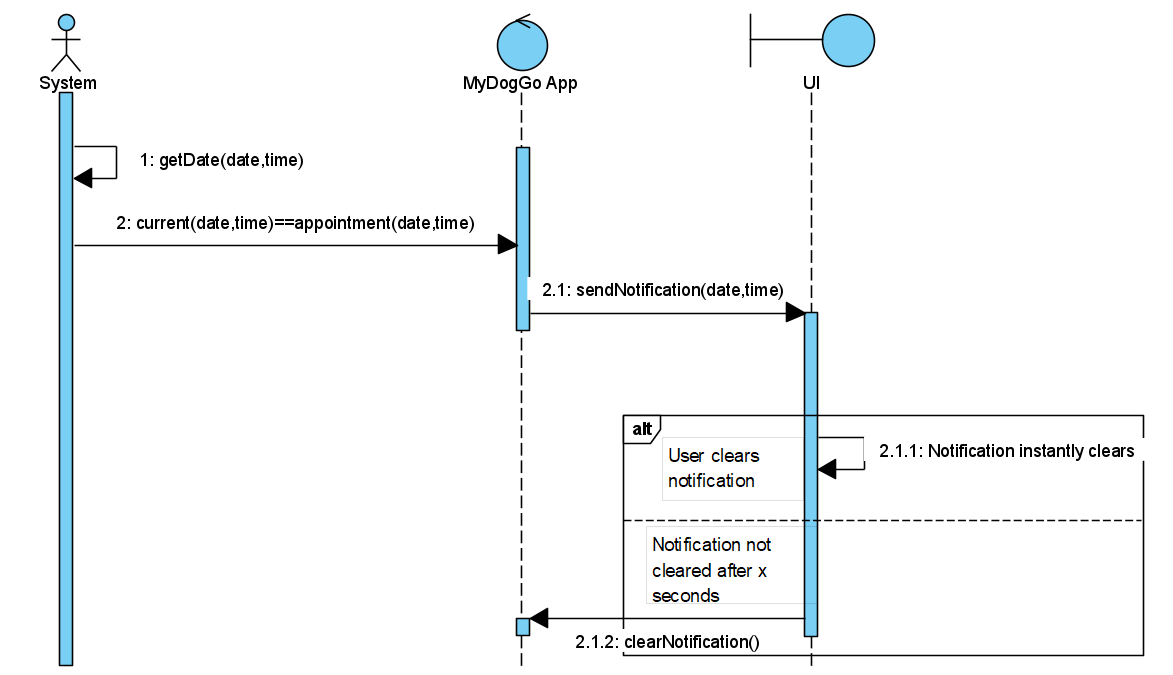 System
MyDogGo App
UI
1: getDate(date,time)
2: current(date,time)==appointment(date,time)
2.1: sendNotification(date,time)
alt
User clears
notification
2.1.1: Notification instantly clears
Notification not
cleared after x
seconds
2.1.2: clearNotification()